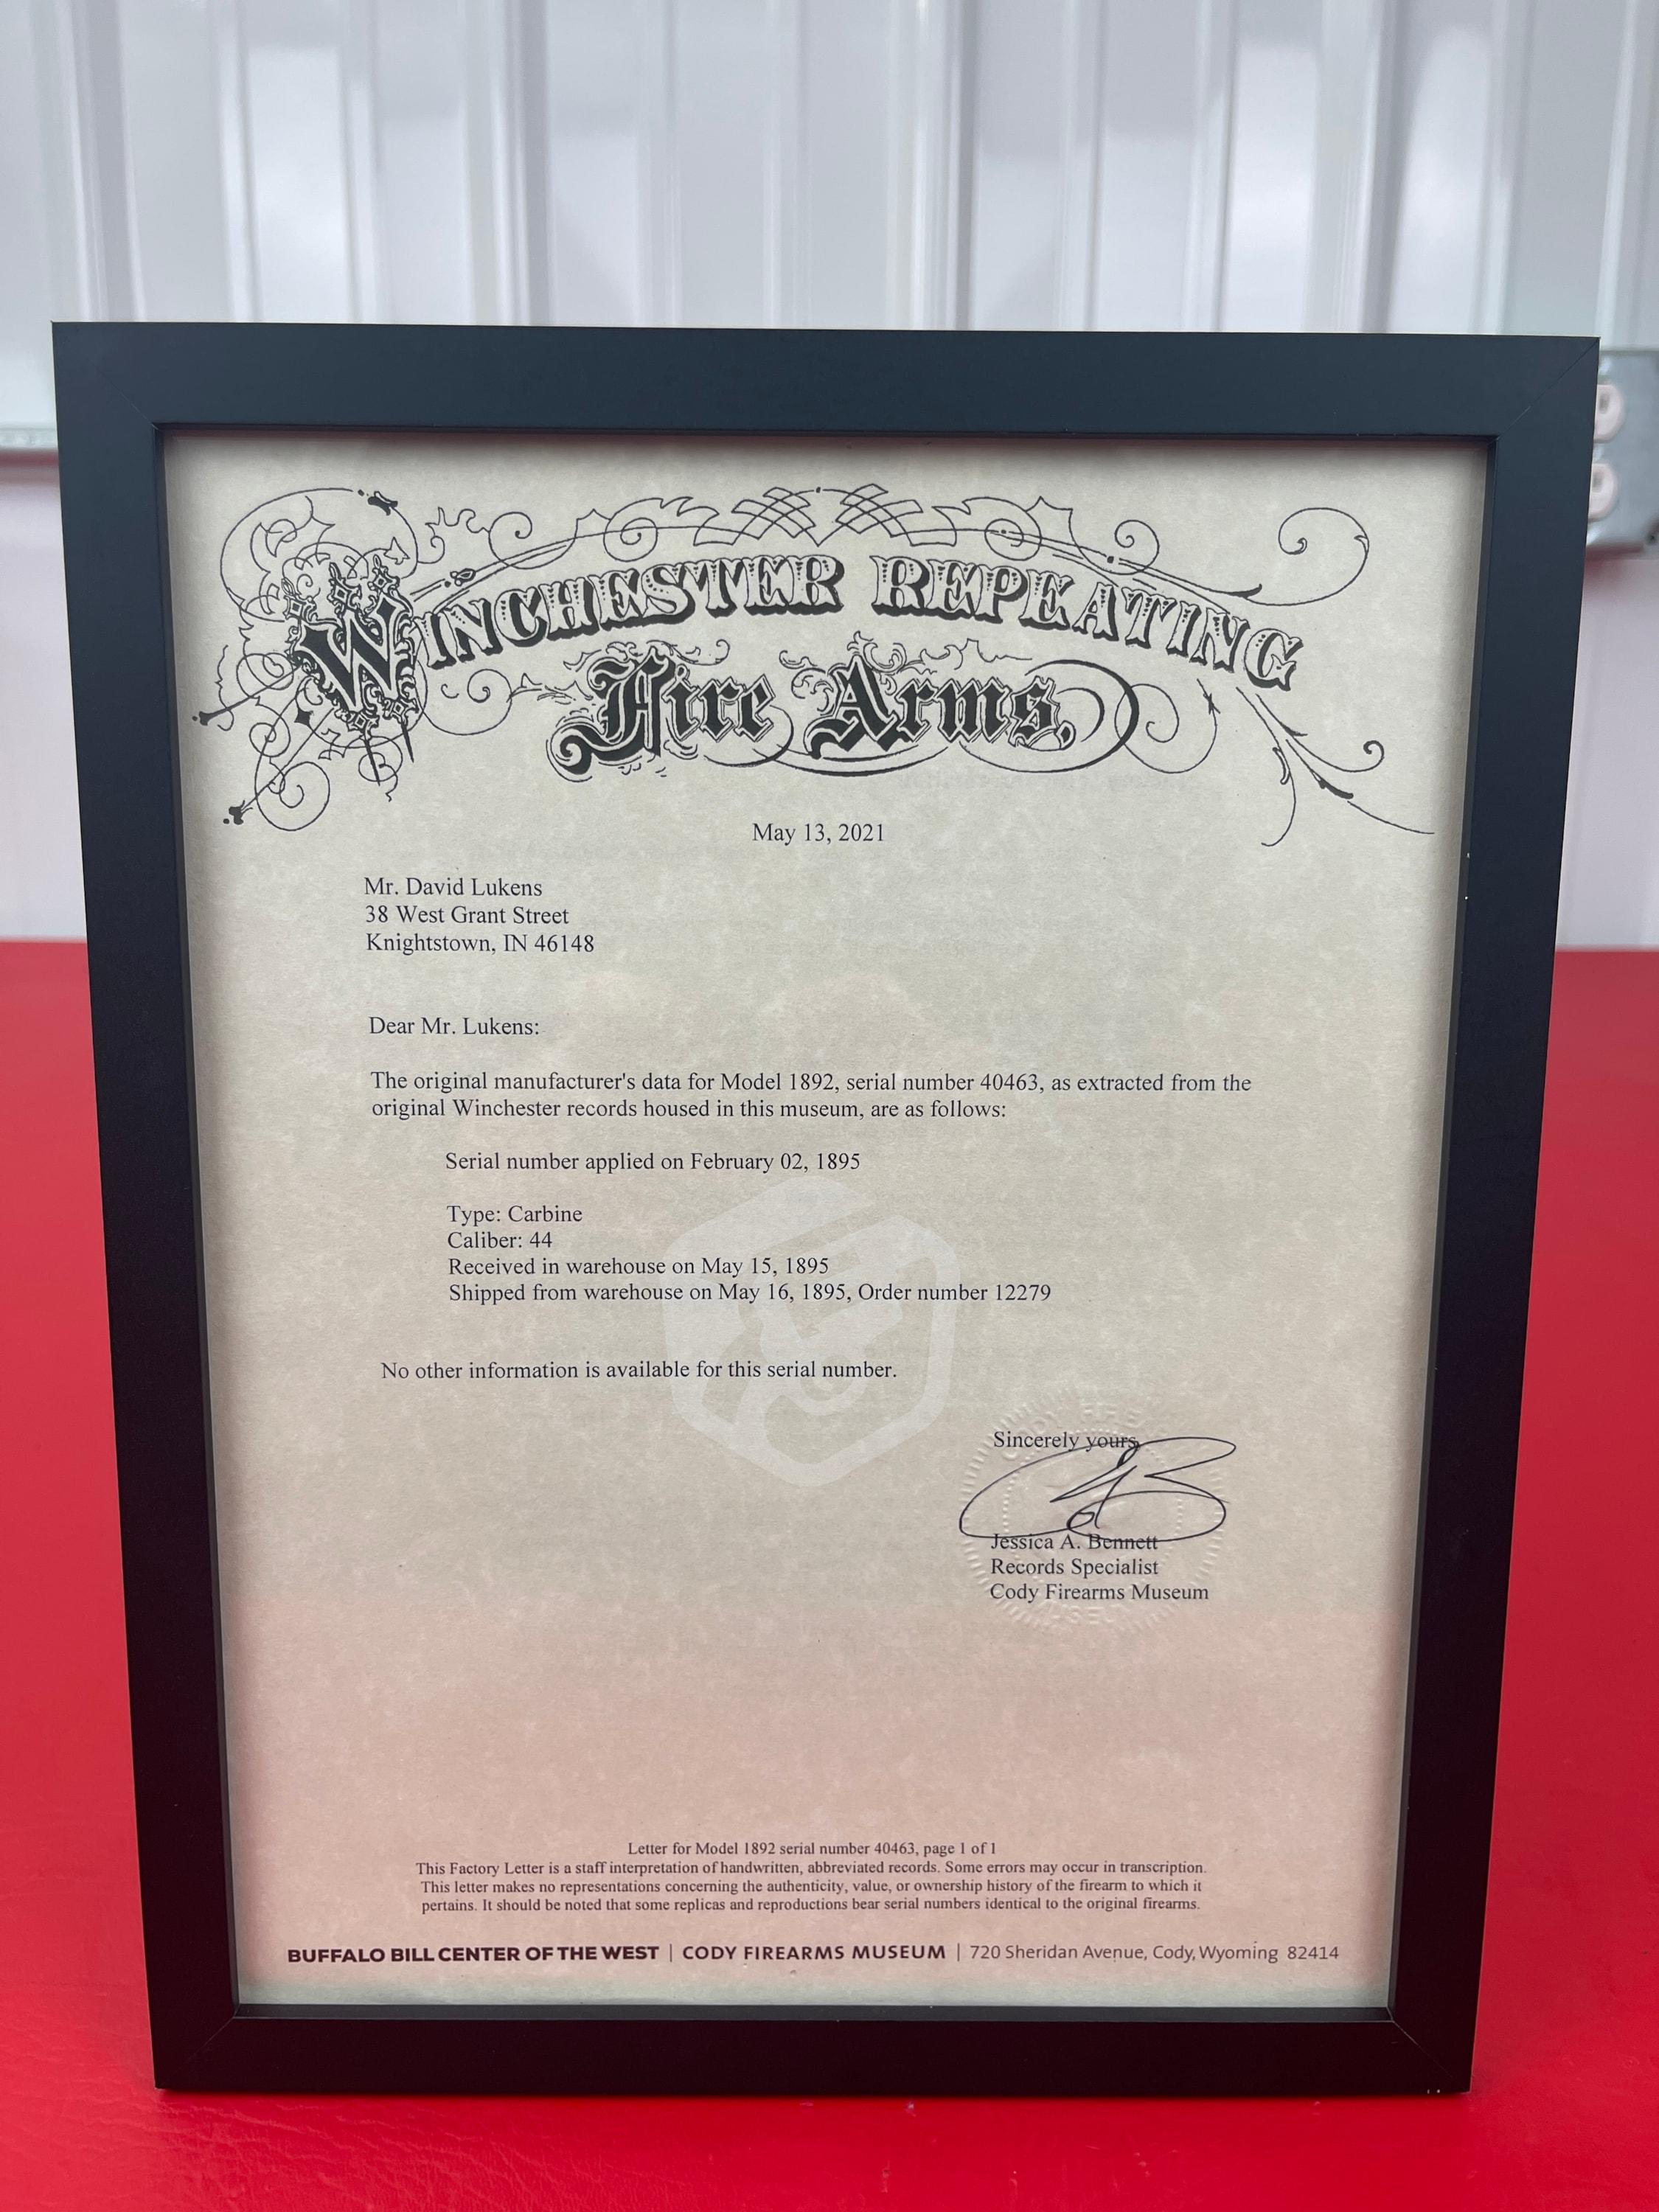 WINCHESTER REPEATING
Fire Arms,
May 13, 2021
Mr. David Lukens
38 West Grant Street
Knightstown, IN 46148
Dear Mr. Lukens:
The original manufacturer's data for Model 1892, serial number 40463, as extracted from the
original Winchester records housed in this museum, are as follows:
Serial number applied on February 02, 1895
Type: Carbine
Caliber: 44
Received in warehouse on May 15, 1895
Shipped from warehouse on May 16, 1895, Order number 12279
No other information is available for this serial number.
Sincerely yours
Jessica A. Bennett
Records Specialist
Cody Firearms Museum
Letter for Model 1892 serial number 40463, page 1 of 1
This Factory Letter is a staff interpretation of handwritten, abbreviated records. Some errors may occur in transcription.
This letter makes no representations concerning the authenticity, value, or ownership history of the firearm to which it
pertains. It should be noted that some replicas and reproductions bear serial numbers identical to the original firearms.
BUFFALO BILL CENTER OF THE WEST | CODY FIREARMS MUSEUM | 720 Sheridan Avenue, Cody, Wyoming 82414